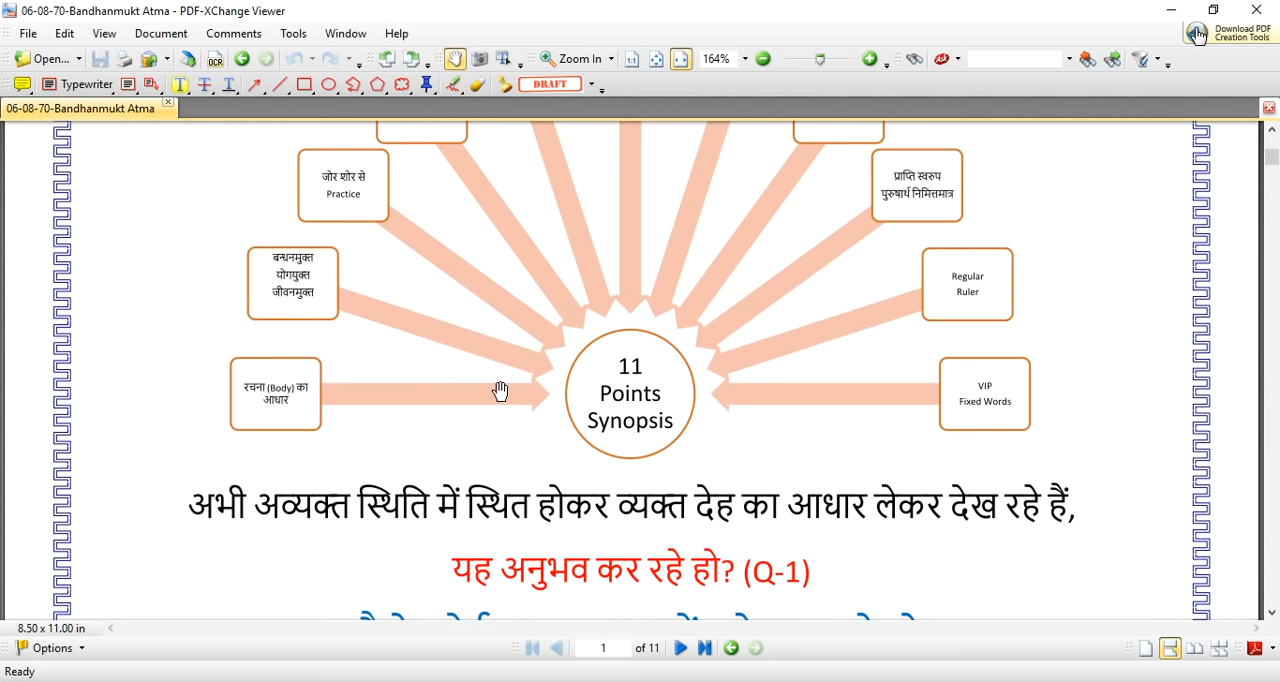 06-08-70-Bandhanmukt Atma - PDF-XChange Viewer
File Edit View Document Comments Tools Window Help
Download PDF Creation Tools
Open... OCR Zoom In 164%
Typewriter DRAFT
06-08-70-Bandhanmukt Atma
जोर शोर से
Practice
प्राप्ति स्वरुप
पुरुषार्थ निमित्तमात्र
बन्धनमुक्त
योगयुक्त
जीवनमुक्त
Regular
Ruler
रचना (Body) का
आधार
11
Points
Synopsis
VIP
Fixed Words
अभी अव्यक्त स्थिति में स्थित होकर व्यक्त देह का आधार लेकर देख रहे हैं,
यह अनुभव कर रहे हो? (Q-1)
8.50 x 11.00 in
Options 1 of 11
Ready